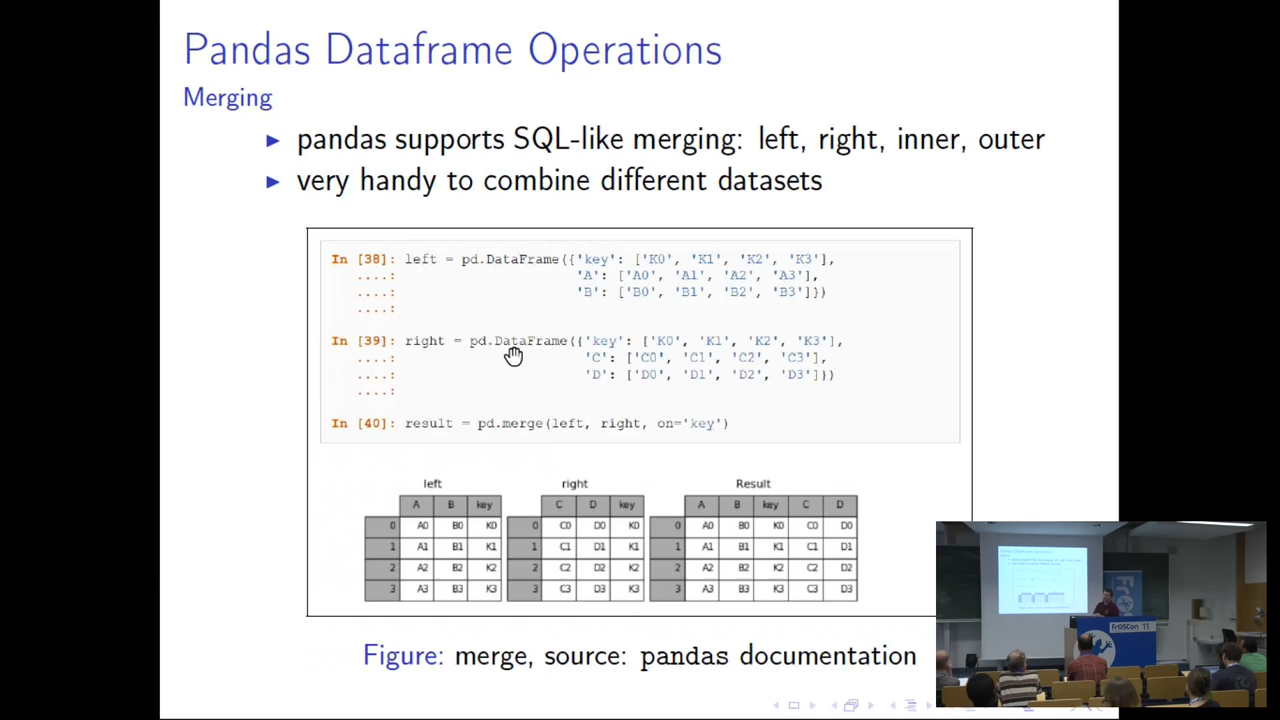 Pandas Dataframe Operations
Merging
pandas supports SQL-like merging: left, right, inner, outer
very handy to combine different datasets
In [38]: left = pd.DataFrame({'key': ['K0', 'K1', 'K2', 'K3'],
....: 'A': ['A0', 'A1', 'A2', 'A3'],
....: 'B': ['B0', 'B1', 'B2', 'B3']})
....:
In [39]: right = pd.DataFrame({'key': ['K0', 'K1', 'K2', 'K3'],
....: 'C': ['C0', 'C1', 'C2', 'C3'],
....: 'D': ['D0', 'D1', 'D2', 'D3']})
....:
In [40]: result = pd.merge(left, right, on='key')
left right Result
A B key C D key A B key C D
0 A0 B0 K0 0 C0 D0 K0 0 A0 B0 K0 C0 D0
1 A1 B1 K1 1 C1 D1 K1 1 A1 B1 K1 C1 D1
2 A2 B2 K2 2 C2 D2 K2 2 A2 B2 K2 C2 D2
3 A3 B3 K3 3 C3 D3 K3 3 A3 B3 K3 C3 D3
Figure: merge, source: pandas documentation
Pandas Dataframe Operations
FrOSCon 11